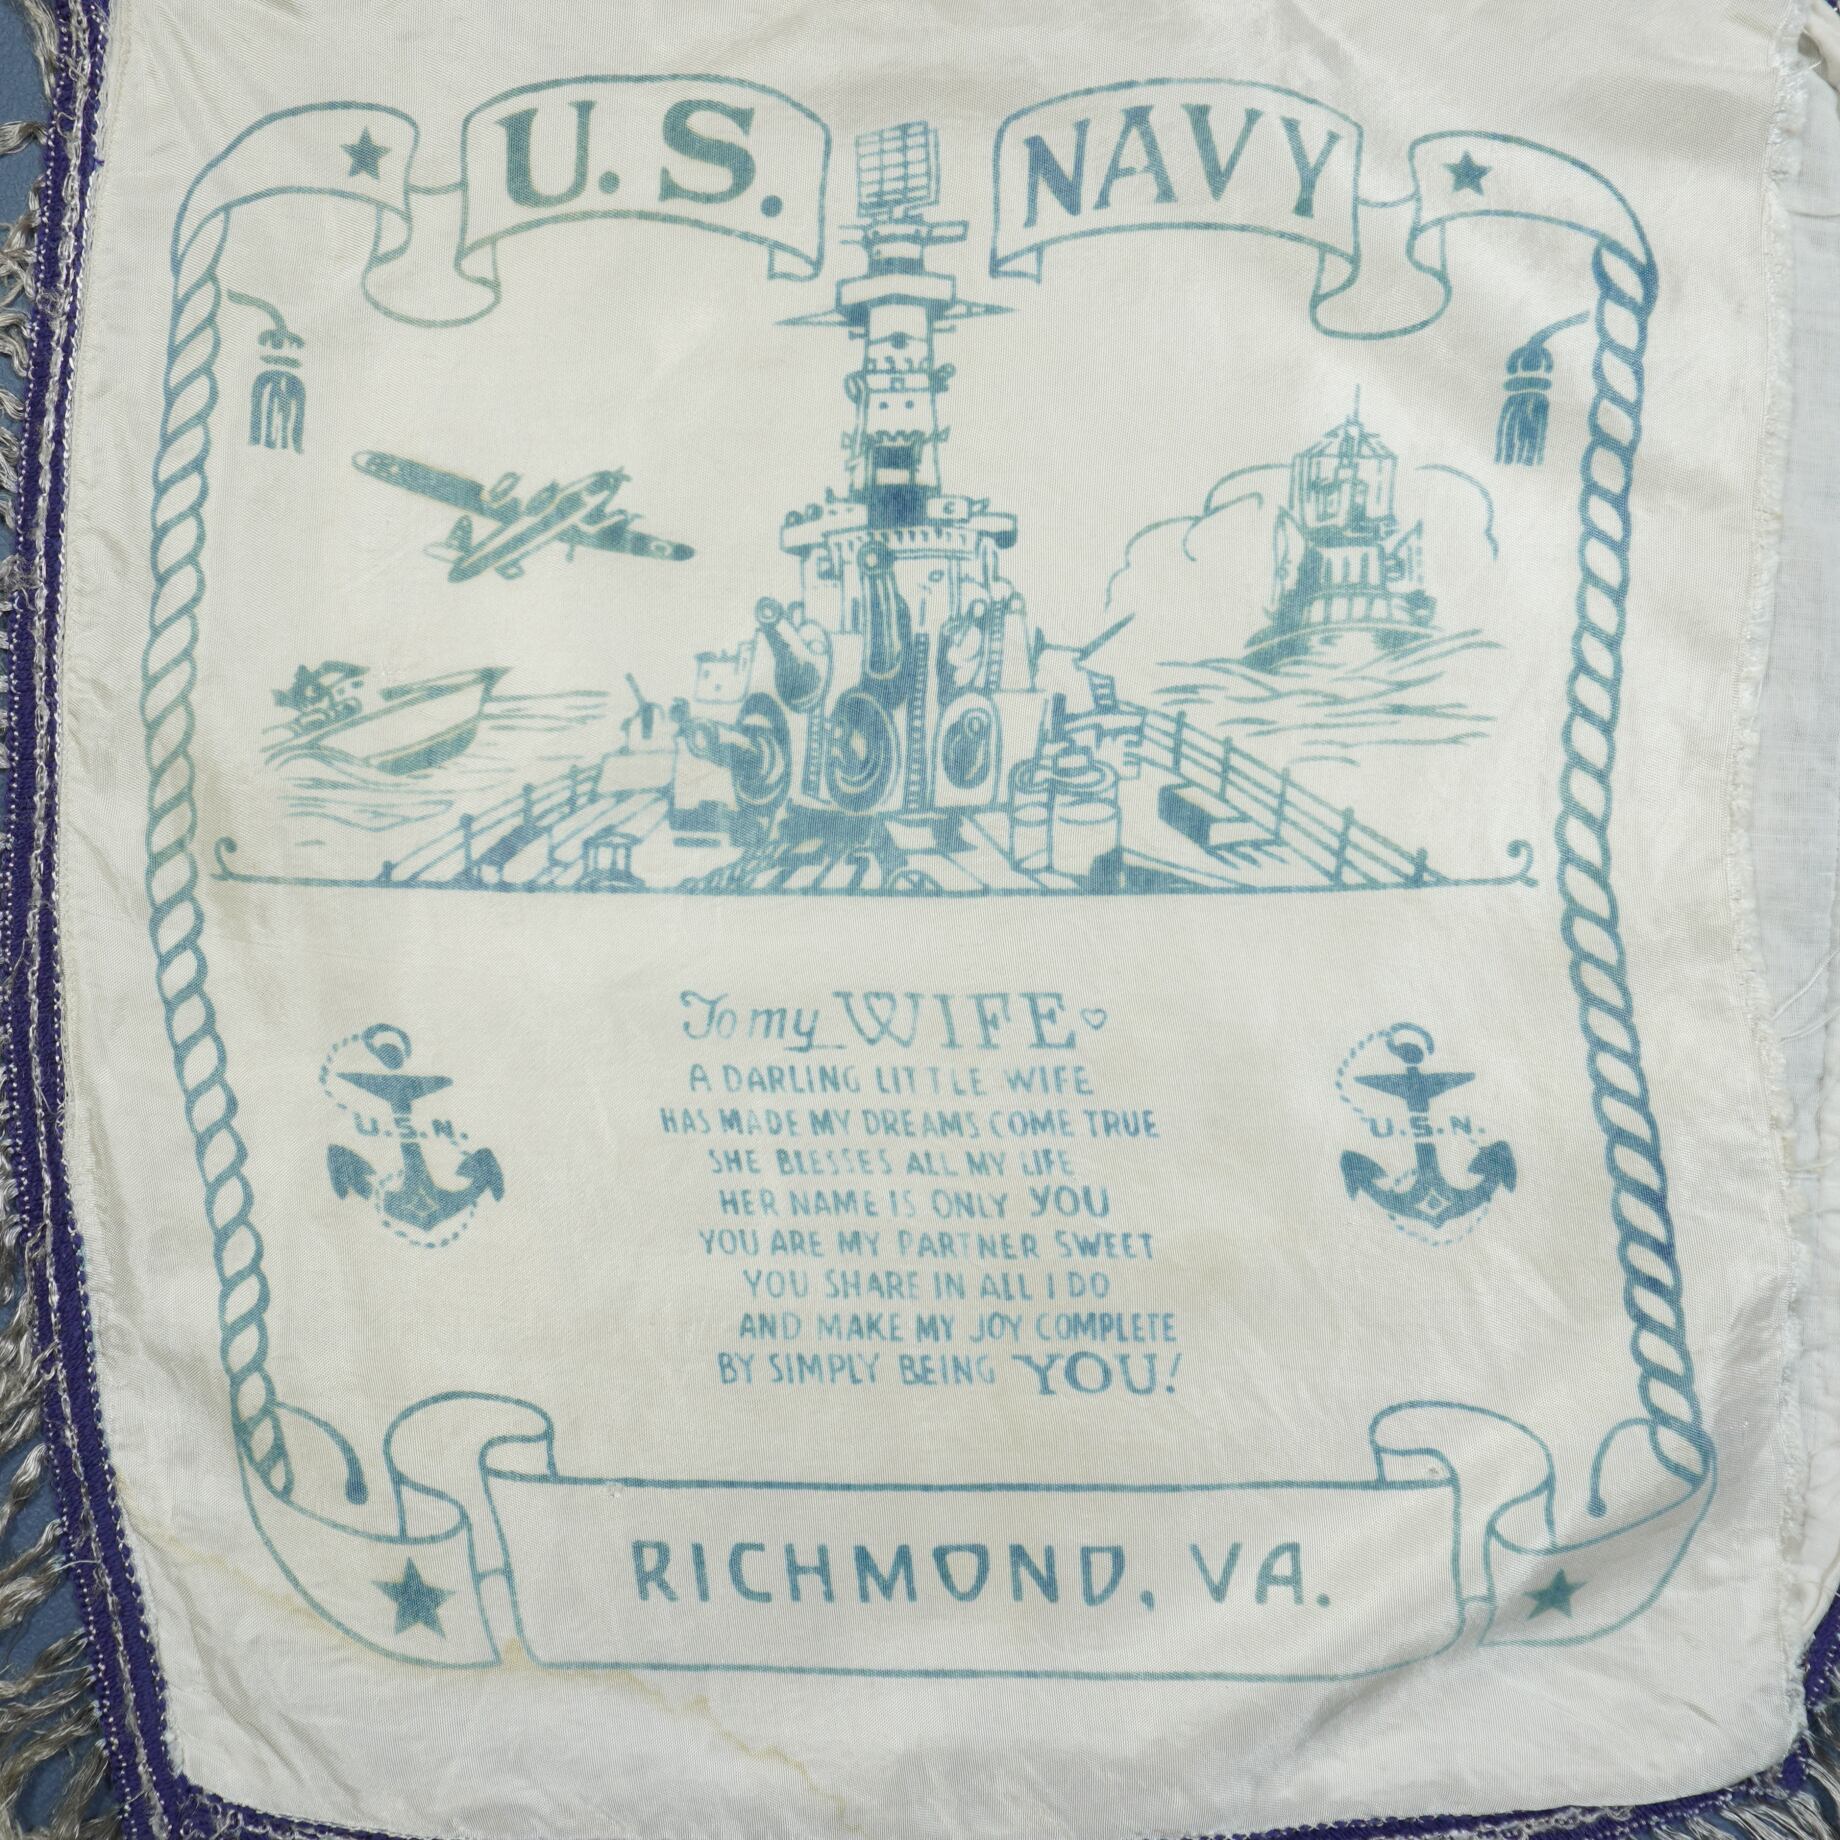 U.S. NAVY
To my WIFE
A DARLING LITTLE WIFE
HAS MADE MY DREAMS COME TRUE
SHE BLESSES ALL MY LIFE
HER NAME IS ONLY YOU
YOU ARE MY PARTNER SWEET
YOU SHARE IN ALL I DO
AND MAKE MY JOY COMPLETE
BY SIMPLY BEING YOU!
U.S.N.
U.S.N.
RICHMOND, VA.